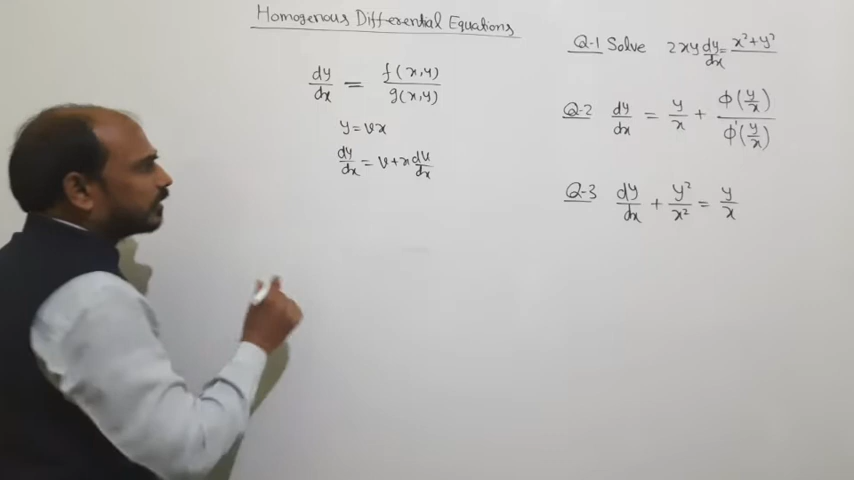 Homogenous Differential Equations
dy/dx = f(x,y)/g(x,y)
y = vx
dy/dx = v + x dv/dx
Q-1 Solve 2xy dy/dx = x² + y²
Q-2 dy/dx = y/x + ϕ(y/x)/ϕ'(y/x)
Q-3 dy/dx + y²/x² = y/x